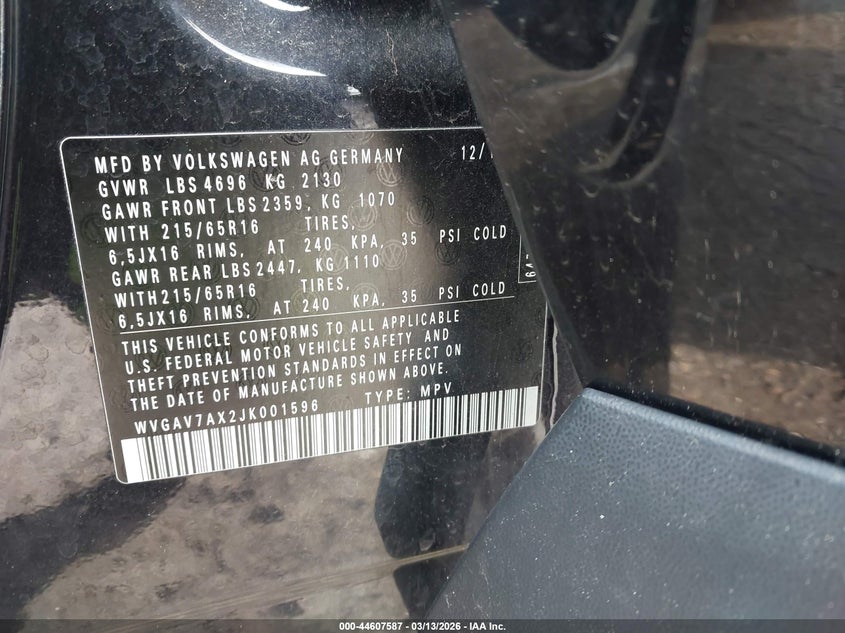 MFD BY VOLKSWAGEN AG GERMANY 12/
GVWR LBS 4696 KG 2130
GAWR FRONT LBS 2359, KG 1070
WITH 215/65R16 TIRES,
6,5JX16 RIMS, AT 240 KPA, 35 PSI COLD
GAWR REAR LBS 2447, KG 1110
WITH 215/65R16 TIRES,
6,5JX16 RIMS, AT 240 KPA, 35 PSI COLD
THIS VEHICLE CONFORMS TO ALL APPLICABLE
U.S. FEDERAL MOTOR VEHICLE SAFETY AND
THEFT PREVENTION STANDARDS IN EFFECT ON
THE DATE OF MANUFACTURE SHOWN ABOVE.
WVGAV7AX2JK001596 TYPE: MPV
000-44607587 - 03/13/2026 - IAA Inc.